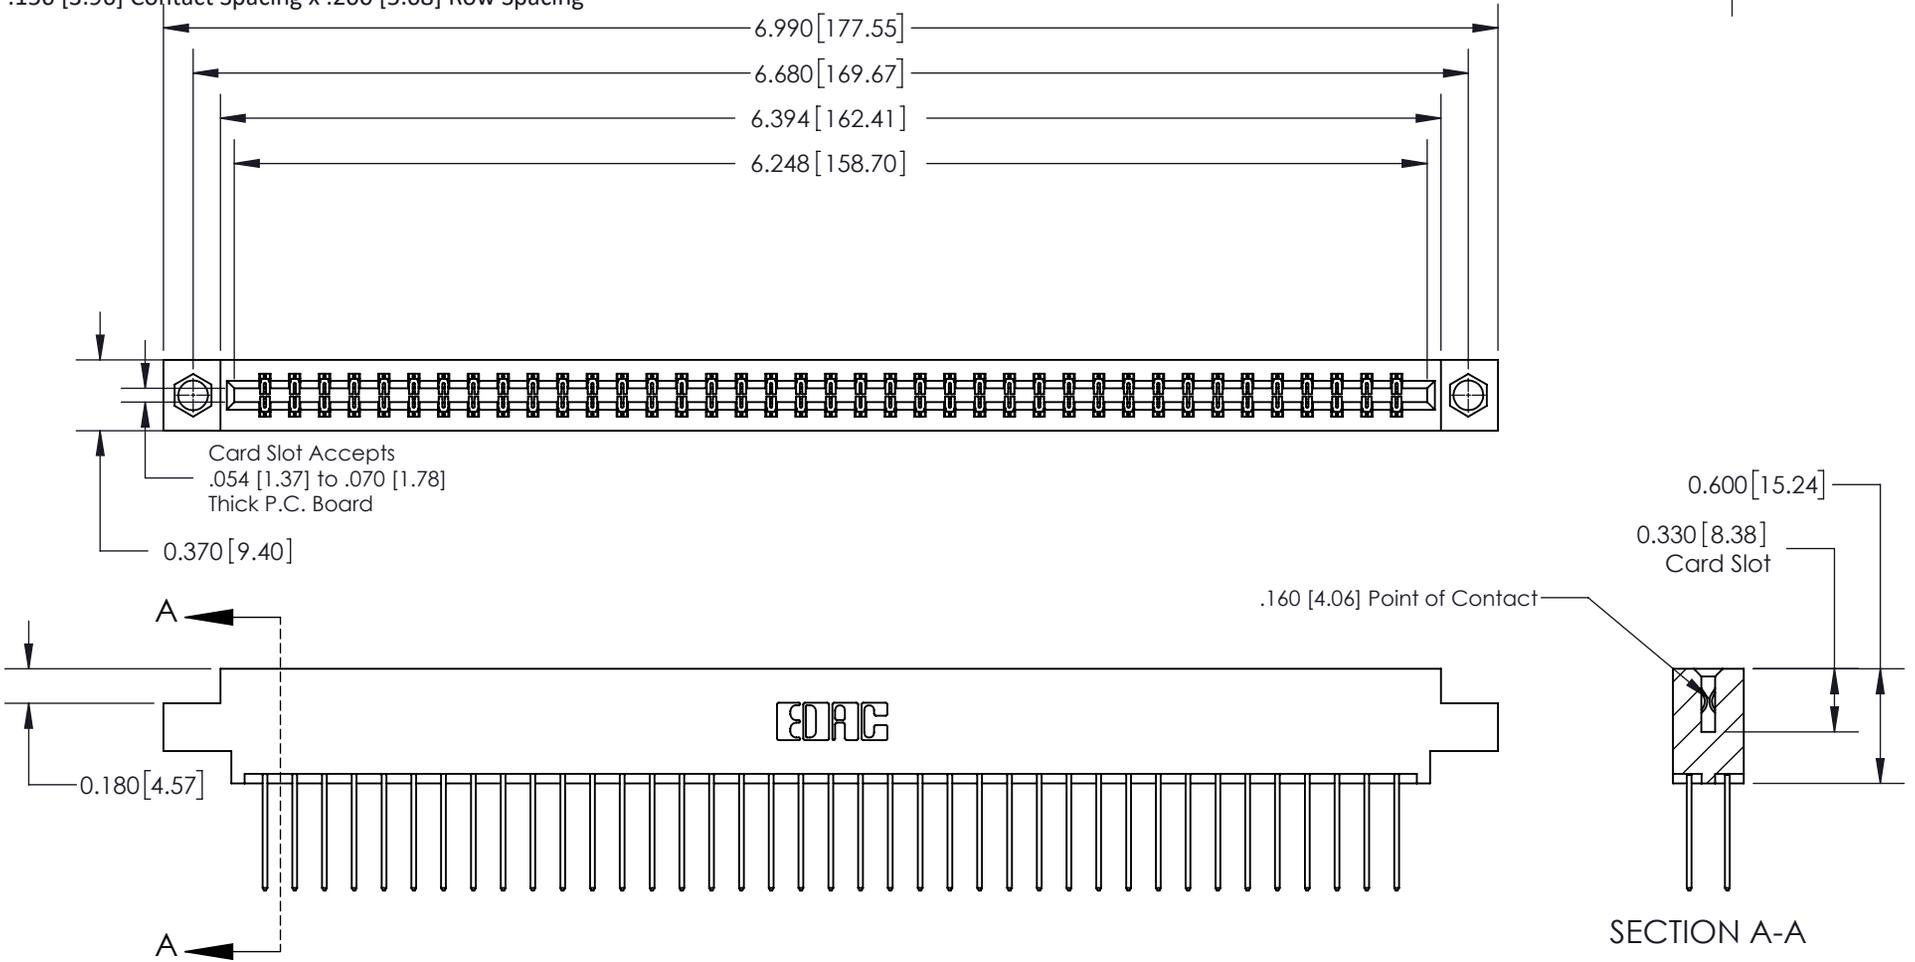 Contact Spacing x .200 [5.08] Row Spacing
6.990[177.55]
6.680[169.67]
6.394[162.41]
6.248[158.70]
Card Slot Accepts
.054 [1.37] to .070 [1.78]
Thick P.C. Board
0.370[9.40]
0.600[15.24]
0.330[8.38]
Card Slot
.160 [4.06] Point of Contact
A
EDAC
0.180[4.57]
A
SECTION A-A